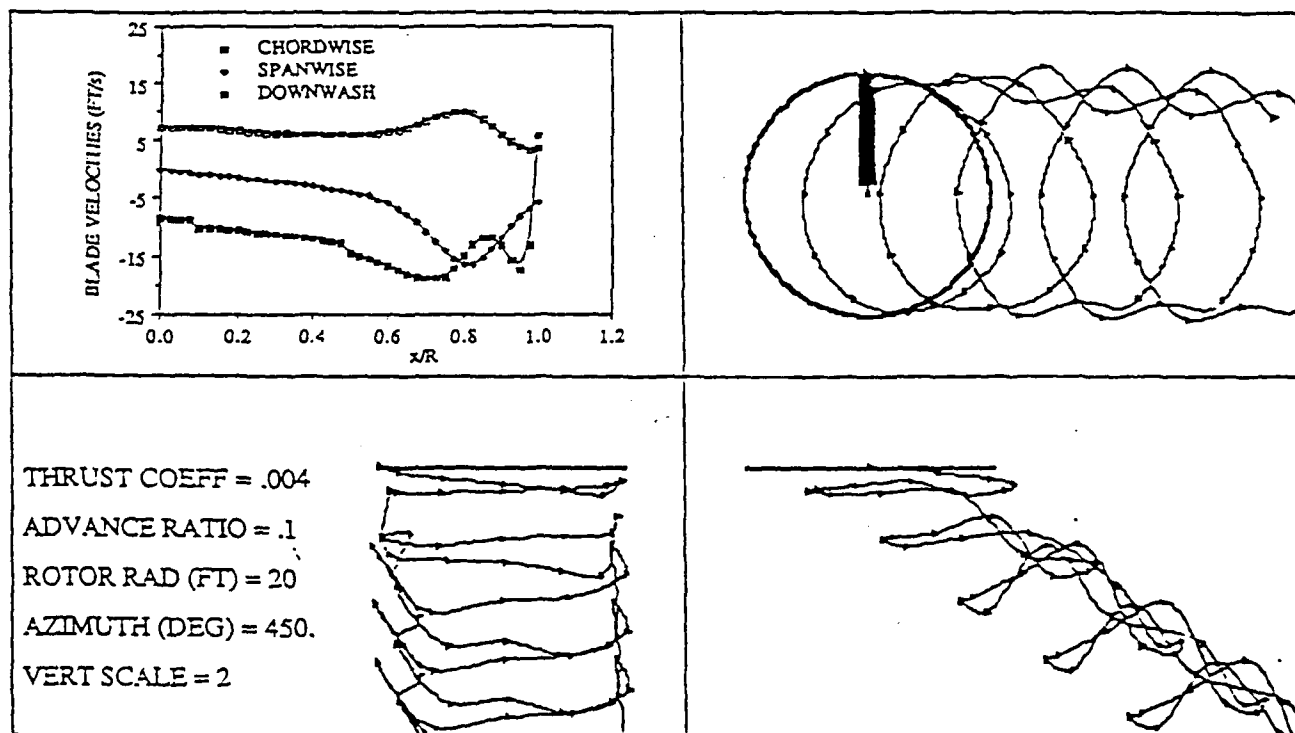 25
15
5
-5
-15
-25
BLADE VELOCITIES (FT/s)
CHORDWISE
SPANWISE
DOWNWASH
0.0 0.2 0.4 0.6 0.8 1.0 1.2
x/R
THRUST COEFF = .004
ADVANCE RATIO = .1
ROTOR RAD (FT) = 20
AZIMUTH (DEG) = 450.
VERT SCALE = 2